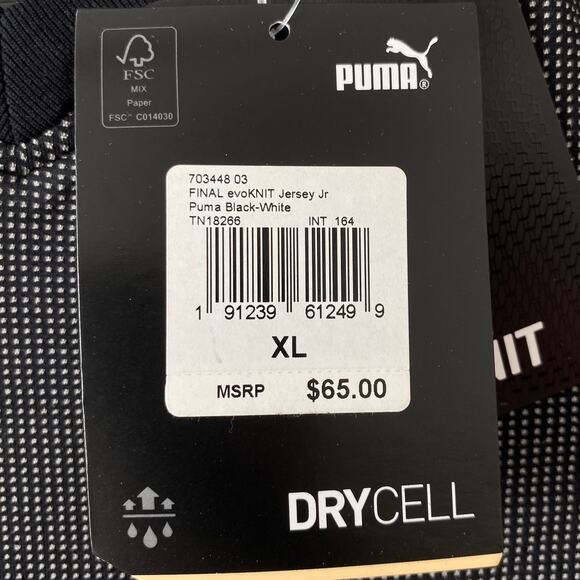 FSC
MIX
Paper
FSC™ C014030
PUMA®
703448 03
FINAL evoKNIT Jersey Jr
Puma Black-White
TN18266 INT 164
1 91239 61249 9
XL
MSRP $65.00
NIT
DRYCELL